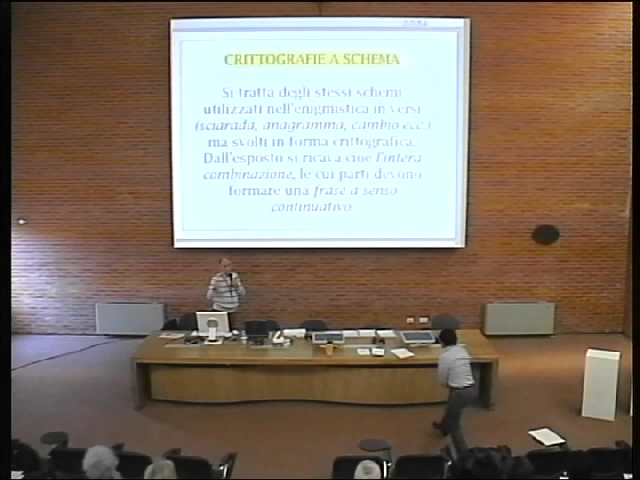 CRITTOGRAFIE A SCHEMA
Si tratta degli stessi schemi
utilizzati nell'enigmistica in versi
(sciarada, anagramma, cambio ecc.)
ma svolti in forma crittografica.
Dall'esposto si ricava cioè l'intera
combinazione, le cui parti devono
formare una frase a senso
continuativo.